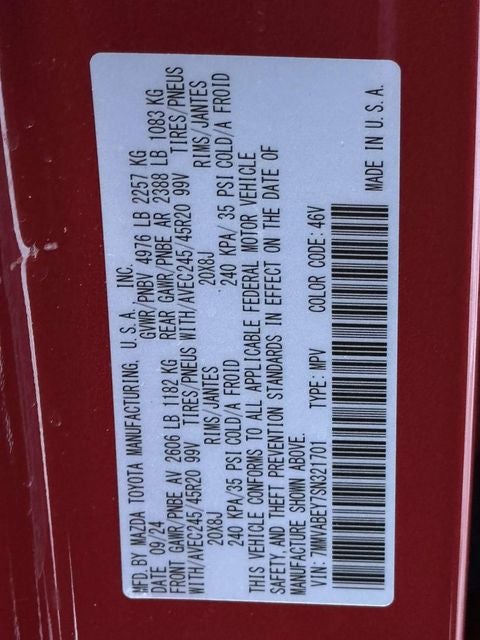 MFD. BY MAZDA TOYOTA MANUFACTURING, U.S.A., INC.
DATE 09/24 GVWR/PNBV 4976 LB 2257 KG
FRONT GAWR/PNBE AV 2606 LB 1182 KG REAR GAWR/PNBE AR 2388 LB 1083 KG
WITH/AVEC245/45R20 99V TIRES/PNEUS WITH/AVEC245/45R20 99V TIRES/PNEUS
20X8J RIMS/JANTES 20X8J RIMS/JANTES
240 KPA/35 PSI COLD/A FROID 240 KPA/ 35 PSI COLD/A FROID
THIS VEHICLE CONFORMS TO ALL APPLICABLE FEDERAL MOTOR VEHICLE
SAFETY, AND THEFT PREVENTION STANDARDS IN EFFECT ON THE DATE OF
MANUFACTURE SHOWN ABOVE.
VIN: 7MMVABEY7SN321701 TYPE: MPV COLOR CODE: 46V
MADE IN U.S.A.